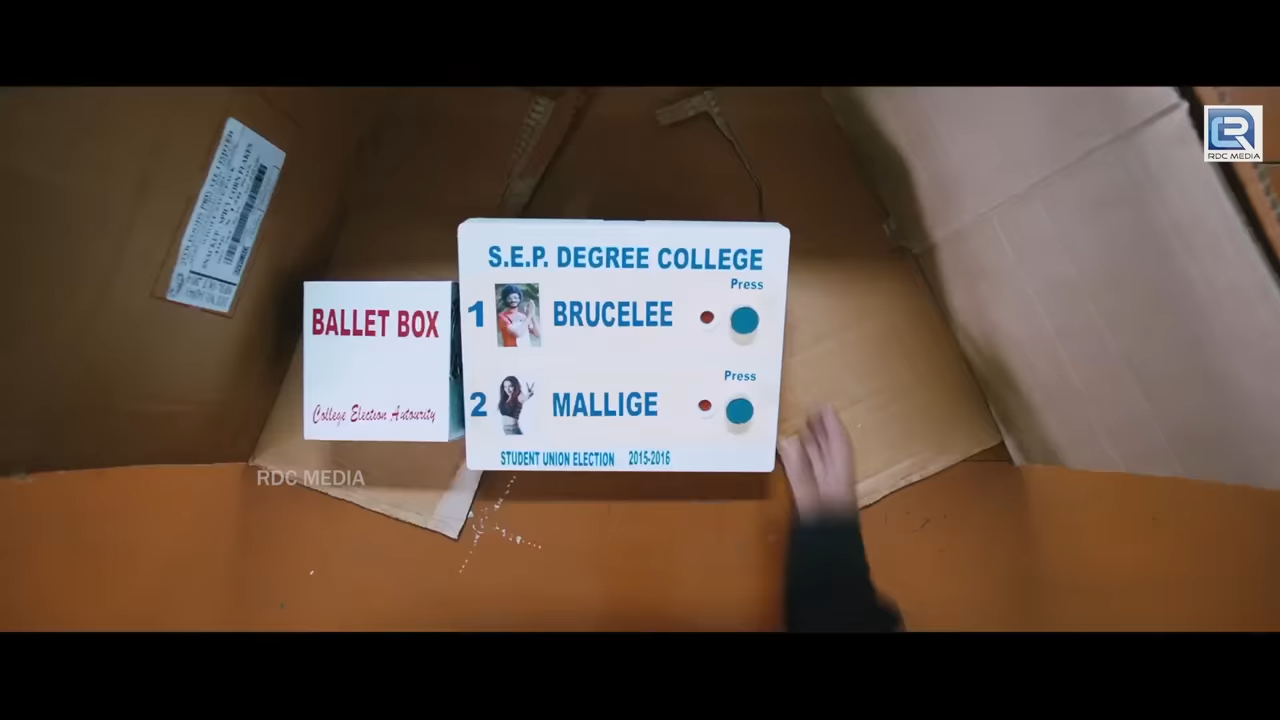 RDC MEDIA
S.E.P. DEGREE COLLEGE
Press
1 BRUCELEE
Press
2 MALLIGE
STUDENT UNION ELECTION 2015-2016
BALLET BOX
College Election Autourity
RDC MEDIA